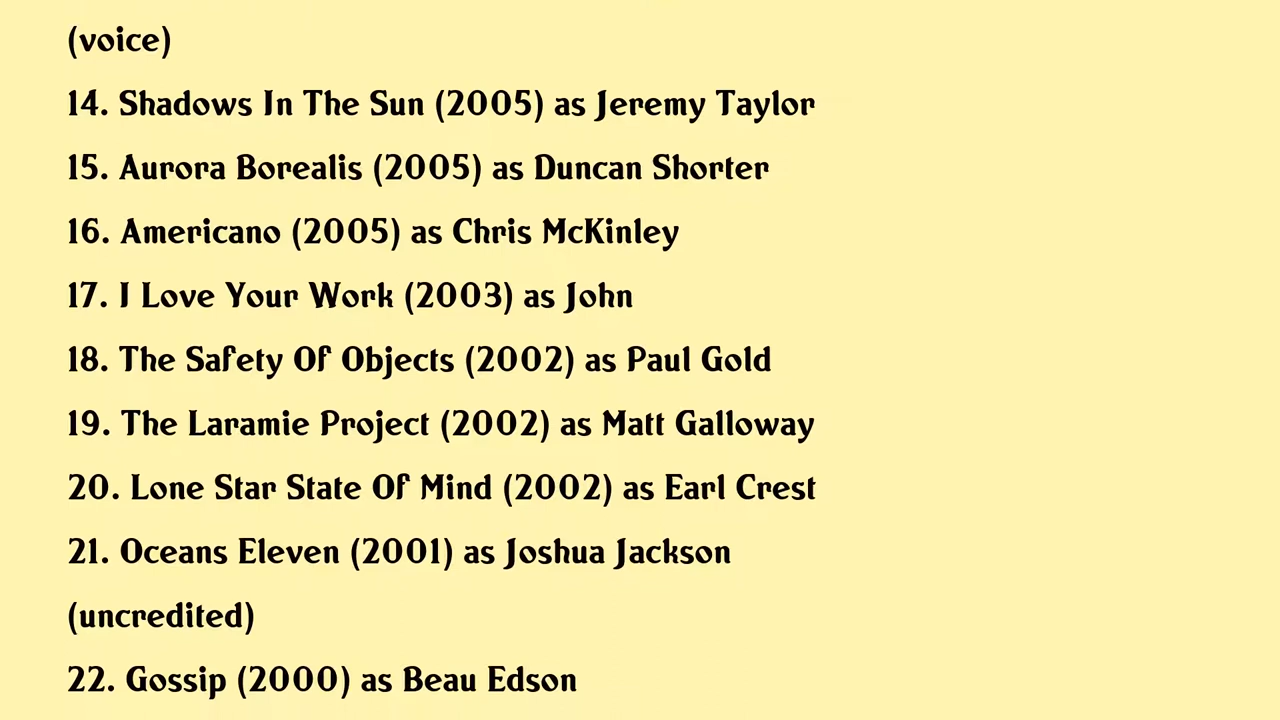 (voice)
14. Shadows In The Sun (2005) as Jeremy Taylor
15. Aurora Borealis (2005) as Duncan Shorter
16. Americano (2005) as Chris McKinley
17. I Love Your Work (2003) as John
18. The Safety Of Objects (2002) as Paul Gold
19. The Laramie Project (2002) as Matt Galloway
20. Lone Star State Of Mind (2002) as Earl Crest
21. Oceans Eleven (2001) as Joshua Jackson
(uncredited)
22. Gossip (2000) as Beau Edson